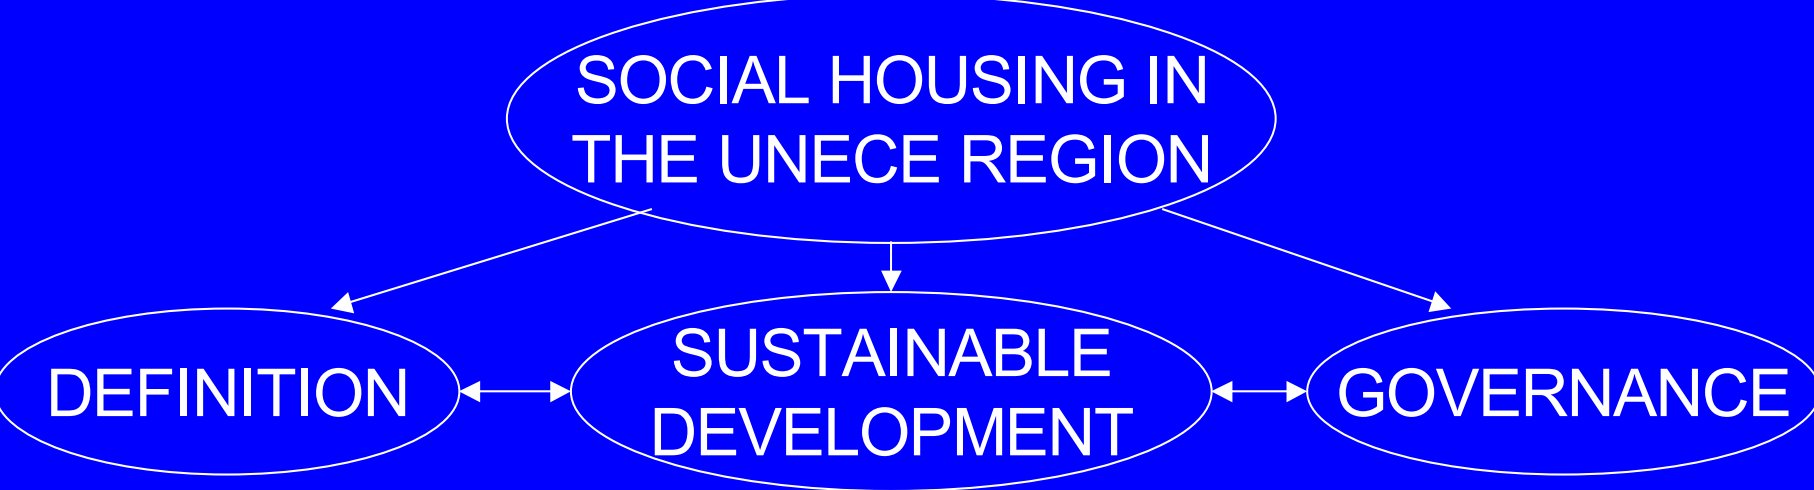 SOCIAL HOUSING IN
THE UNECE REGION
DEFINITION
SUSTAINABLE
DEVELOPMENT
GOVERNANCE